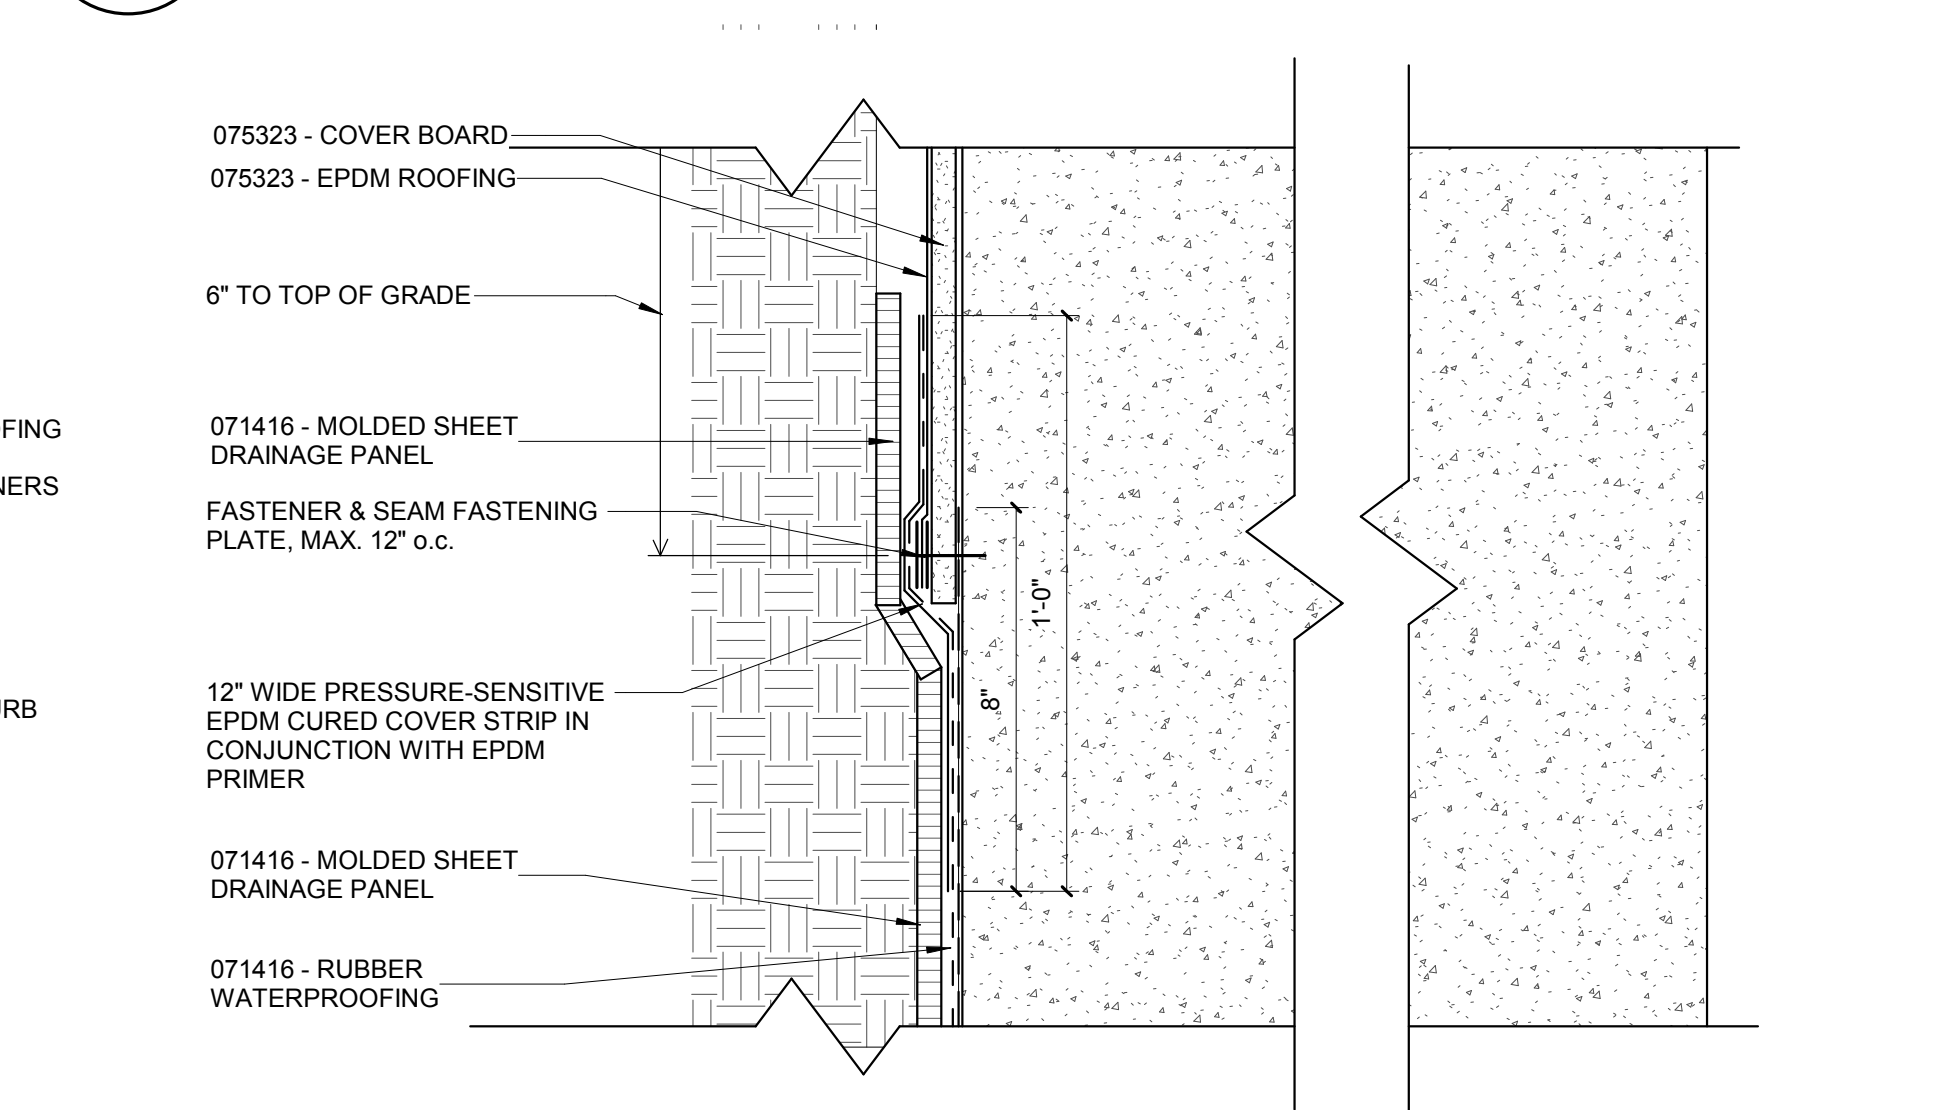 075323 - COVER BOARD
075323 - EPDM ROOFING
6" TO TOP OF GRADE
FING
071416 - MOLDED SHEET
DRAINAGE PANEL
NERS
FASTENER & SEAM FASTENING
PLATE, MAX. 12" o.c.
1'-0"
8"
12" WIDE PRESSURE-SENSITIVE
EPDM CURED COVER STRIP IN
CONJUNCTION WITH EPDM
PRIMER
RB
071416 - MOLDED SHEET
DRAINAGE PANEL
071416 - RUBBER
WATERPROOFING